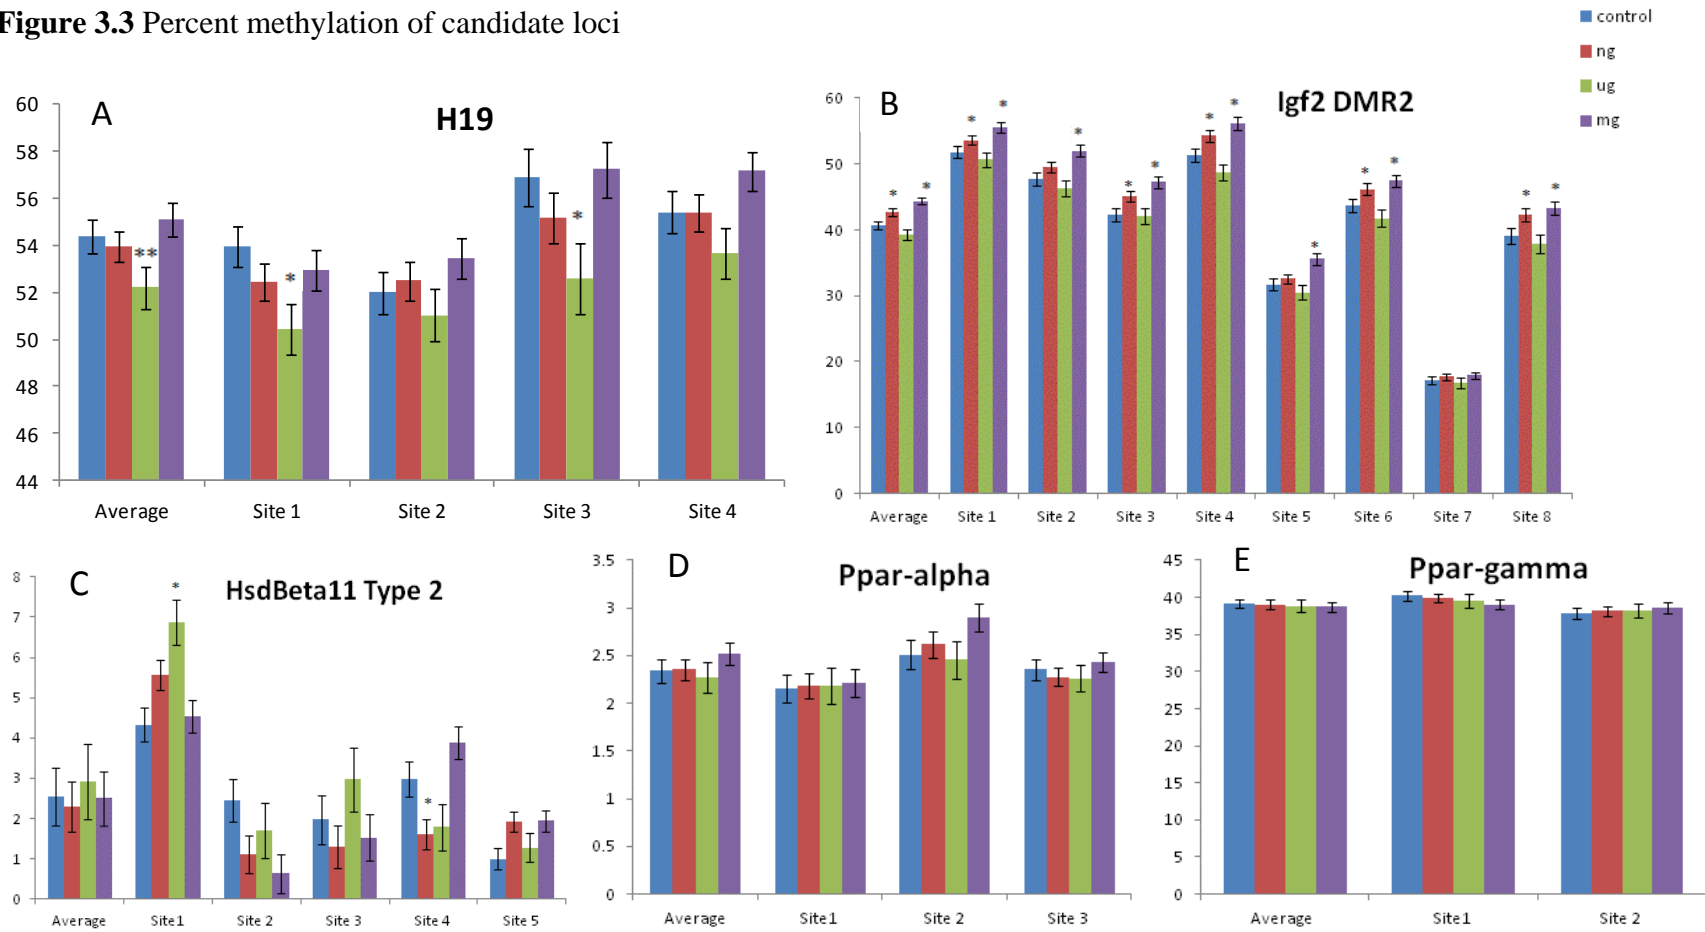 Figure 3.3 Percent methylation of candidate loci
control
ng
ug
mg
A
H19
60
58
56
54
52
50
48
46
44
**
*
*
Average Site 1 Site 2 Site 3 Site 4
B
Igf2 DMR2
60
50
40
30
20
10
0
* *
* *
*
* *
* *
*
* *
* *
Average Site 1 Site 2 Site 3 Site 4 Site 5 Site 6 Site 7 Site 8
C
HsdBeta11 Type 2
8
7
6
5
4
3
2
1
0
*
*
Average Site1 Site 2 Site 3 Site 4 Site 5
D
Ppar-alpha
3.5
3
2.5
2
1.5
1
0.5
0
Average Site1 Site 2 Site 3
E
Ppar-gamma
45
40
35
30
25
20
15
10
5
0
Average Site1 Site 2